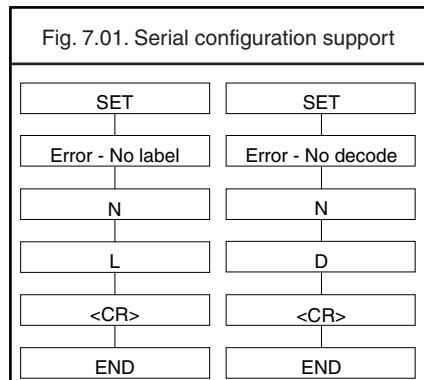 Fig. 7.01. Serial configuration support
SET
Error - No label
N
L
<CR>
END
SET
Error - No decode
N
D
<CR>
END